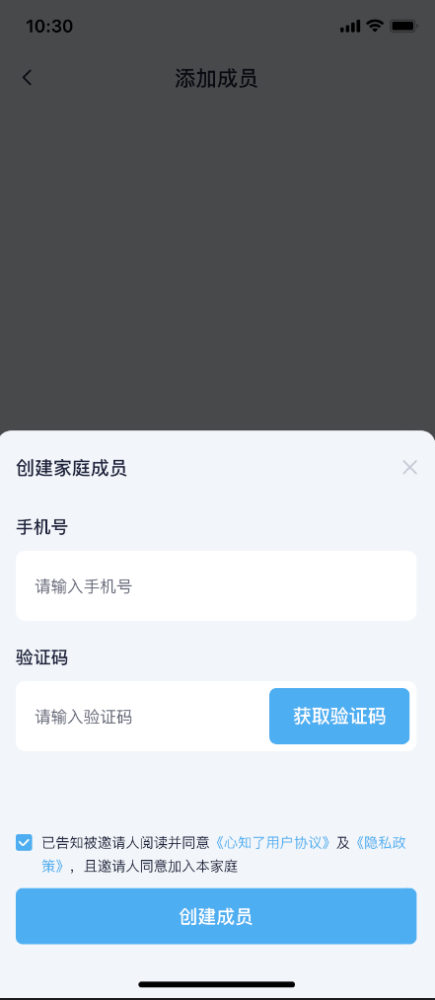 10:30
添加成员
创建家庭成员
手机号
请输入手机号
验证码
请输入验证码
获取验证码
已告知被邀请人阅读并同意《心知了用户协议》及《隐私政
策》，且邀请人同意加入本家庭
创建成员